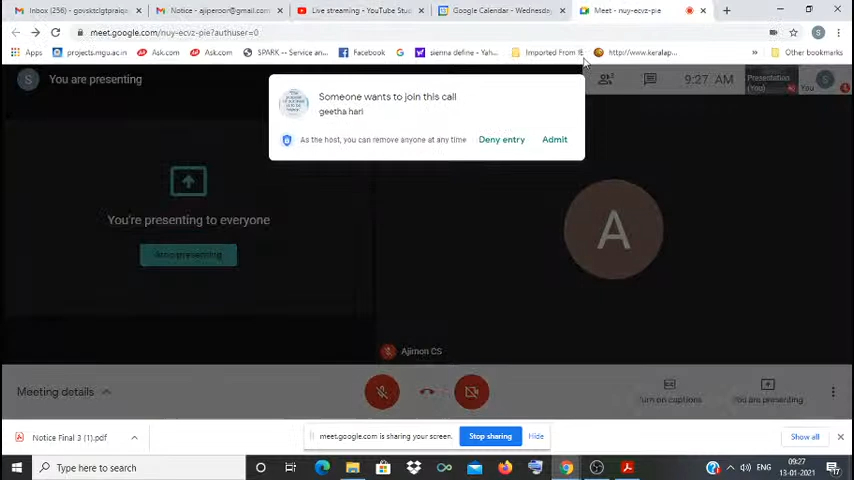 Inbox (256) - govsktclgtpraiqa
Notice - ajiperoor@gmail.com
Live streaming - YouTube Stud
Google Calendar - Wednesda
Meet - nuy-ecvz-pie
meet.google.com/nuy-ecvz-pie?authuser=0
Apps
projects.mgu.ac.in
Ask.com
Ask.com
SPARK -- Service an...
Facebook
sienna define - Yah...
Imported From IE
http://www.keralap...
Other bookmarks
S
You are presenting
3
9:27 AM
Presentation
(You)
You
S
Someone wants to join this call
geetha hari
As the host, you can remove anyone at any time
Deny entry
Admit
You're presenting to everyone
Stop presenting
A
Ajimon CS
Meeting details
Turn on captions
You are presenting
Notice Final 3 (1).pdf
meet.google.com is sharing your screen.
Stop sharing
Hide
Show all
Type here to search
ENG
09:27
13-01-2021